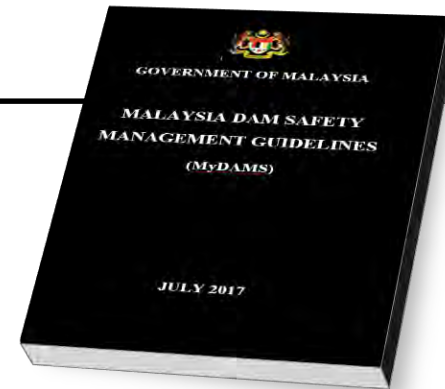 GOVERNMENT OF MALAYSIA
MALAYSIA DAM SAFETY
MANAGEMENT GUIDELINES
(MyDAMS)
JULY 2017